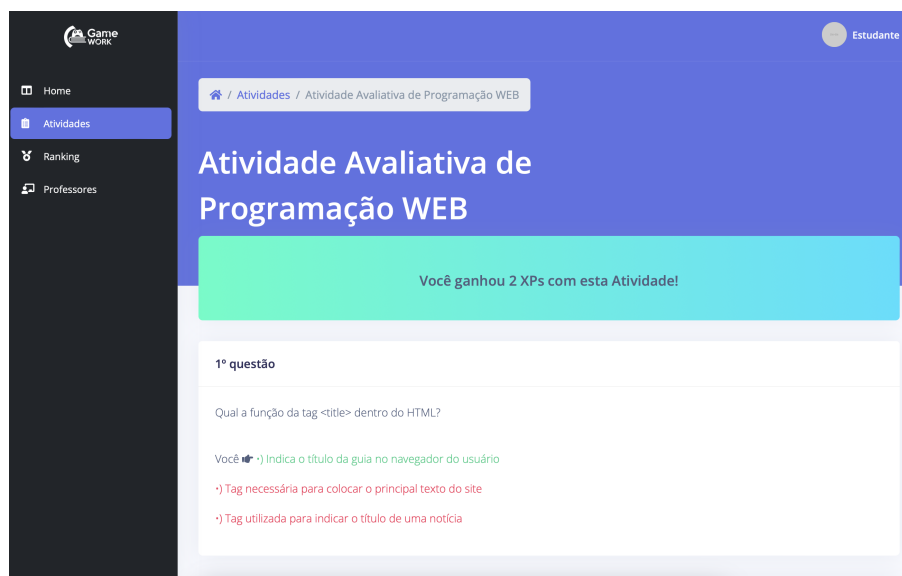 Game
WORK
Estudante
Home
Atividades
Ranking
Professores
/ Atividades / Atividade Avaliativa de Programação WEB
Atividade Avaliativa de
Programação WEB
Você ganhou 2 XPs com esta Atividade!
1º questão
Qual a função da tag <title> dentro do HTML?
Você •) Indica o título da guia no navegador do usuário
•) Tag necessária para colocar o principal texto do site
•) Tag utilizada para indicar o título de uma notícia